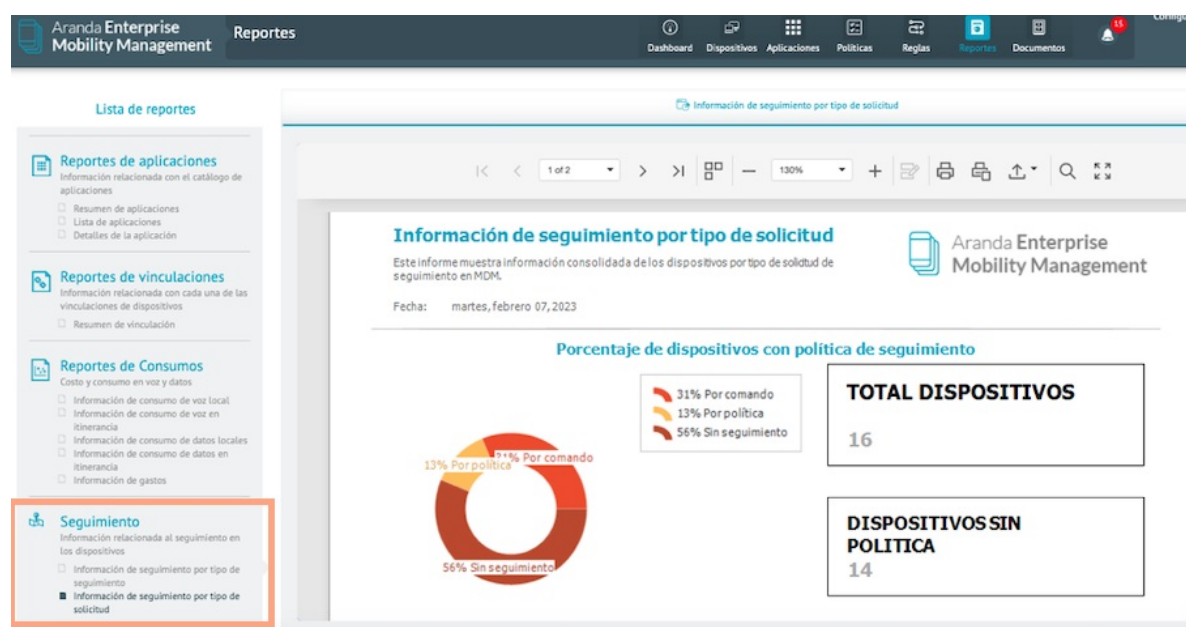 Aranda Enterprise
Mobility Management
Reportes
Dashboard
Dispositivos
Aplicaciones
Políticas
Reglas
Reportes
Documentos
15
Lista de reportes
Reportes de aplicaciones
Información relacionada con el catálogo de
aplicaciones
Resumen de aplicaciones
Lista de aplicaciones
Detalles de la aplicación
Reportes de vinculaciones
Información relacionada con cada una de las
vinculaciones de dispositivos
Resumen de vinculación
Reportes de Consumos
Costo y consumo en voz y datos
Información de consumo de voz local
Información de consumo de voz en
itinerancia
Información de consumo de datos locales
Información de consumo de datos en
itinerancia
Información de gastos
Seguimiento
Información relacionada al seguimiento en
los dispositivos
Información de seguimiento por tipo de
seguimiento
Información de seguimiento por tipo de
solicitud
Información de seguimiento por tipo de solicitud
1 of 2
130%
Información de seguimiento por tipo de solicitud
Este informe muestra información consolidada de los dispositivos por tipo de solicitud de
seguimiento en MDM.
Fecha: martes, febrero 07, 2023
Aranda Enterprise
Mobility Management
Porcentaje de dispositivos con política de seguimiento
31% Por comando
13% Por política
56% Sin seguimiento
31% Por comando
13% Por política
56% Sin seguimiento
TOTAL DISPOSITIVOS
16
DISPOSITIVOS SIN
POLITICA
14